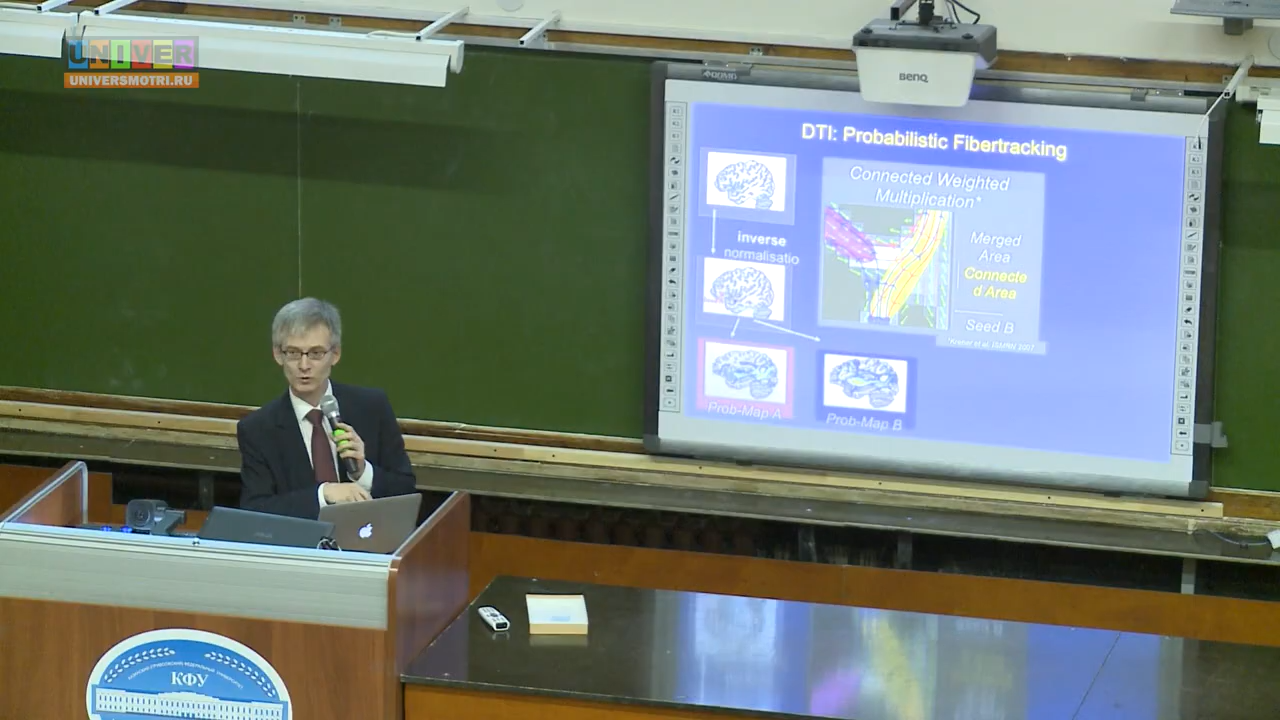 UNIVER
UNIVERSMOTRI.RU
BENQ
DTI: Probabilistic Fibertracking
Connected Weighted
Multiplication*
inverse
normalisatio
Merged
Area
Connecte
d Area
Seed B
Prob-Map A
Prob-Map B
КФУ